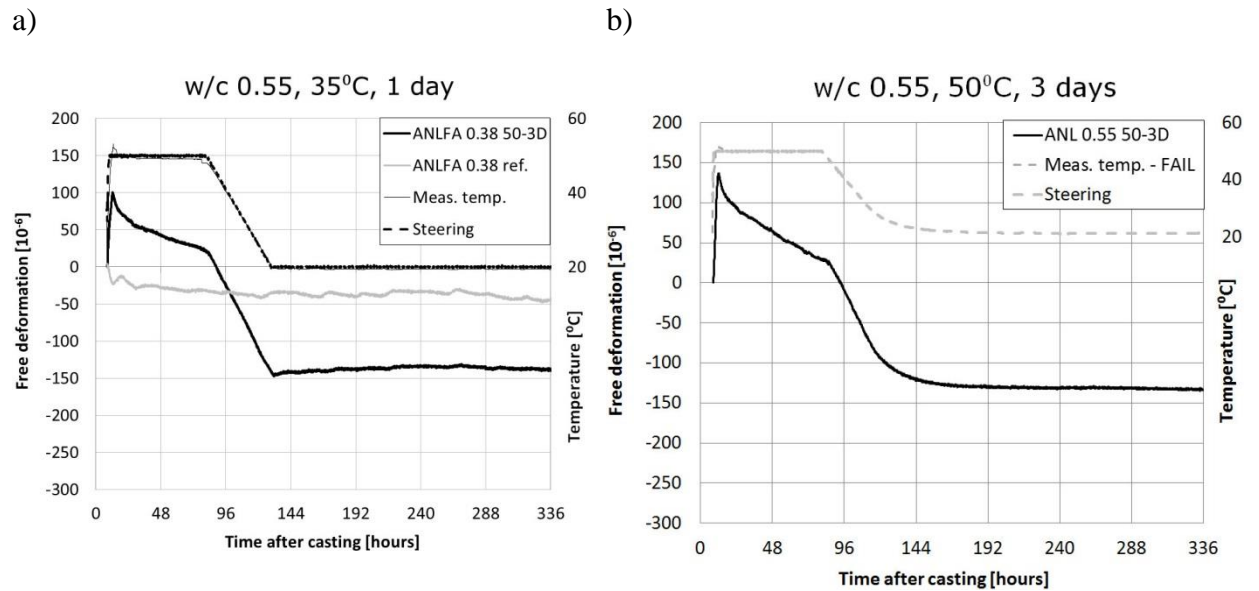 a)
b)
w/c 0.55, 35⁰C, 1 day
200
150
100
50
0
-50
-100
-150
-200
-250
-300
Free deformation [10⁻⁶]
ANLFA 0.38 50-3D
ANLFA 0.38 ref.
Meas. temp.
Steering
60
40
20
0
Temperature [⁰C]
0 48 96 144 192 240 288 336
Time after casting [hours]
w/c 0.55, 50⁰C, 3 days
200
150
100
50
0
-50
-100
-150
-200
-250
-300
Free deformation [10⁻⁶]
ANL 0.55 50-3D
Meas. temp. - FAIL
Steering
60
40
20
0
Temperature [⁰C]
0 48 96 144 192 240 288 336
Time after casting [hours]